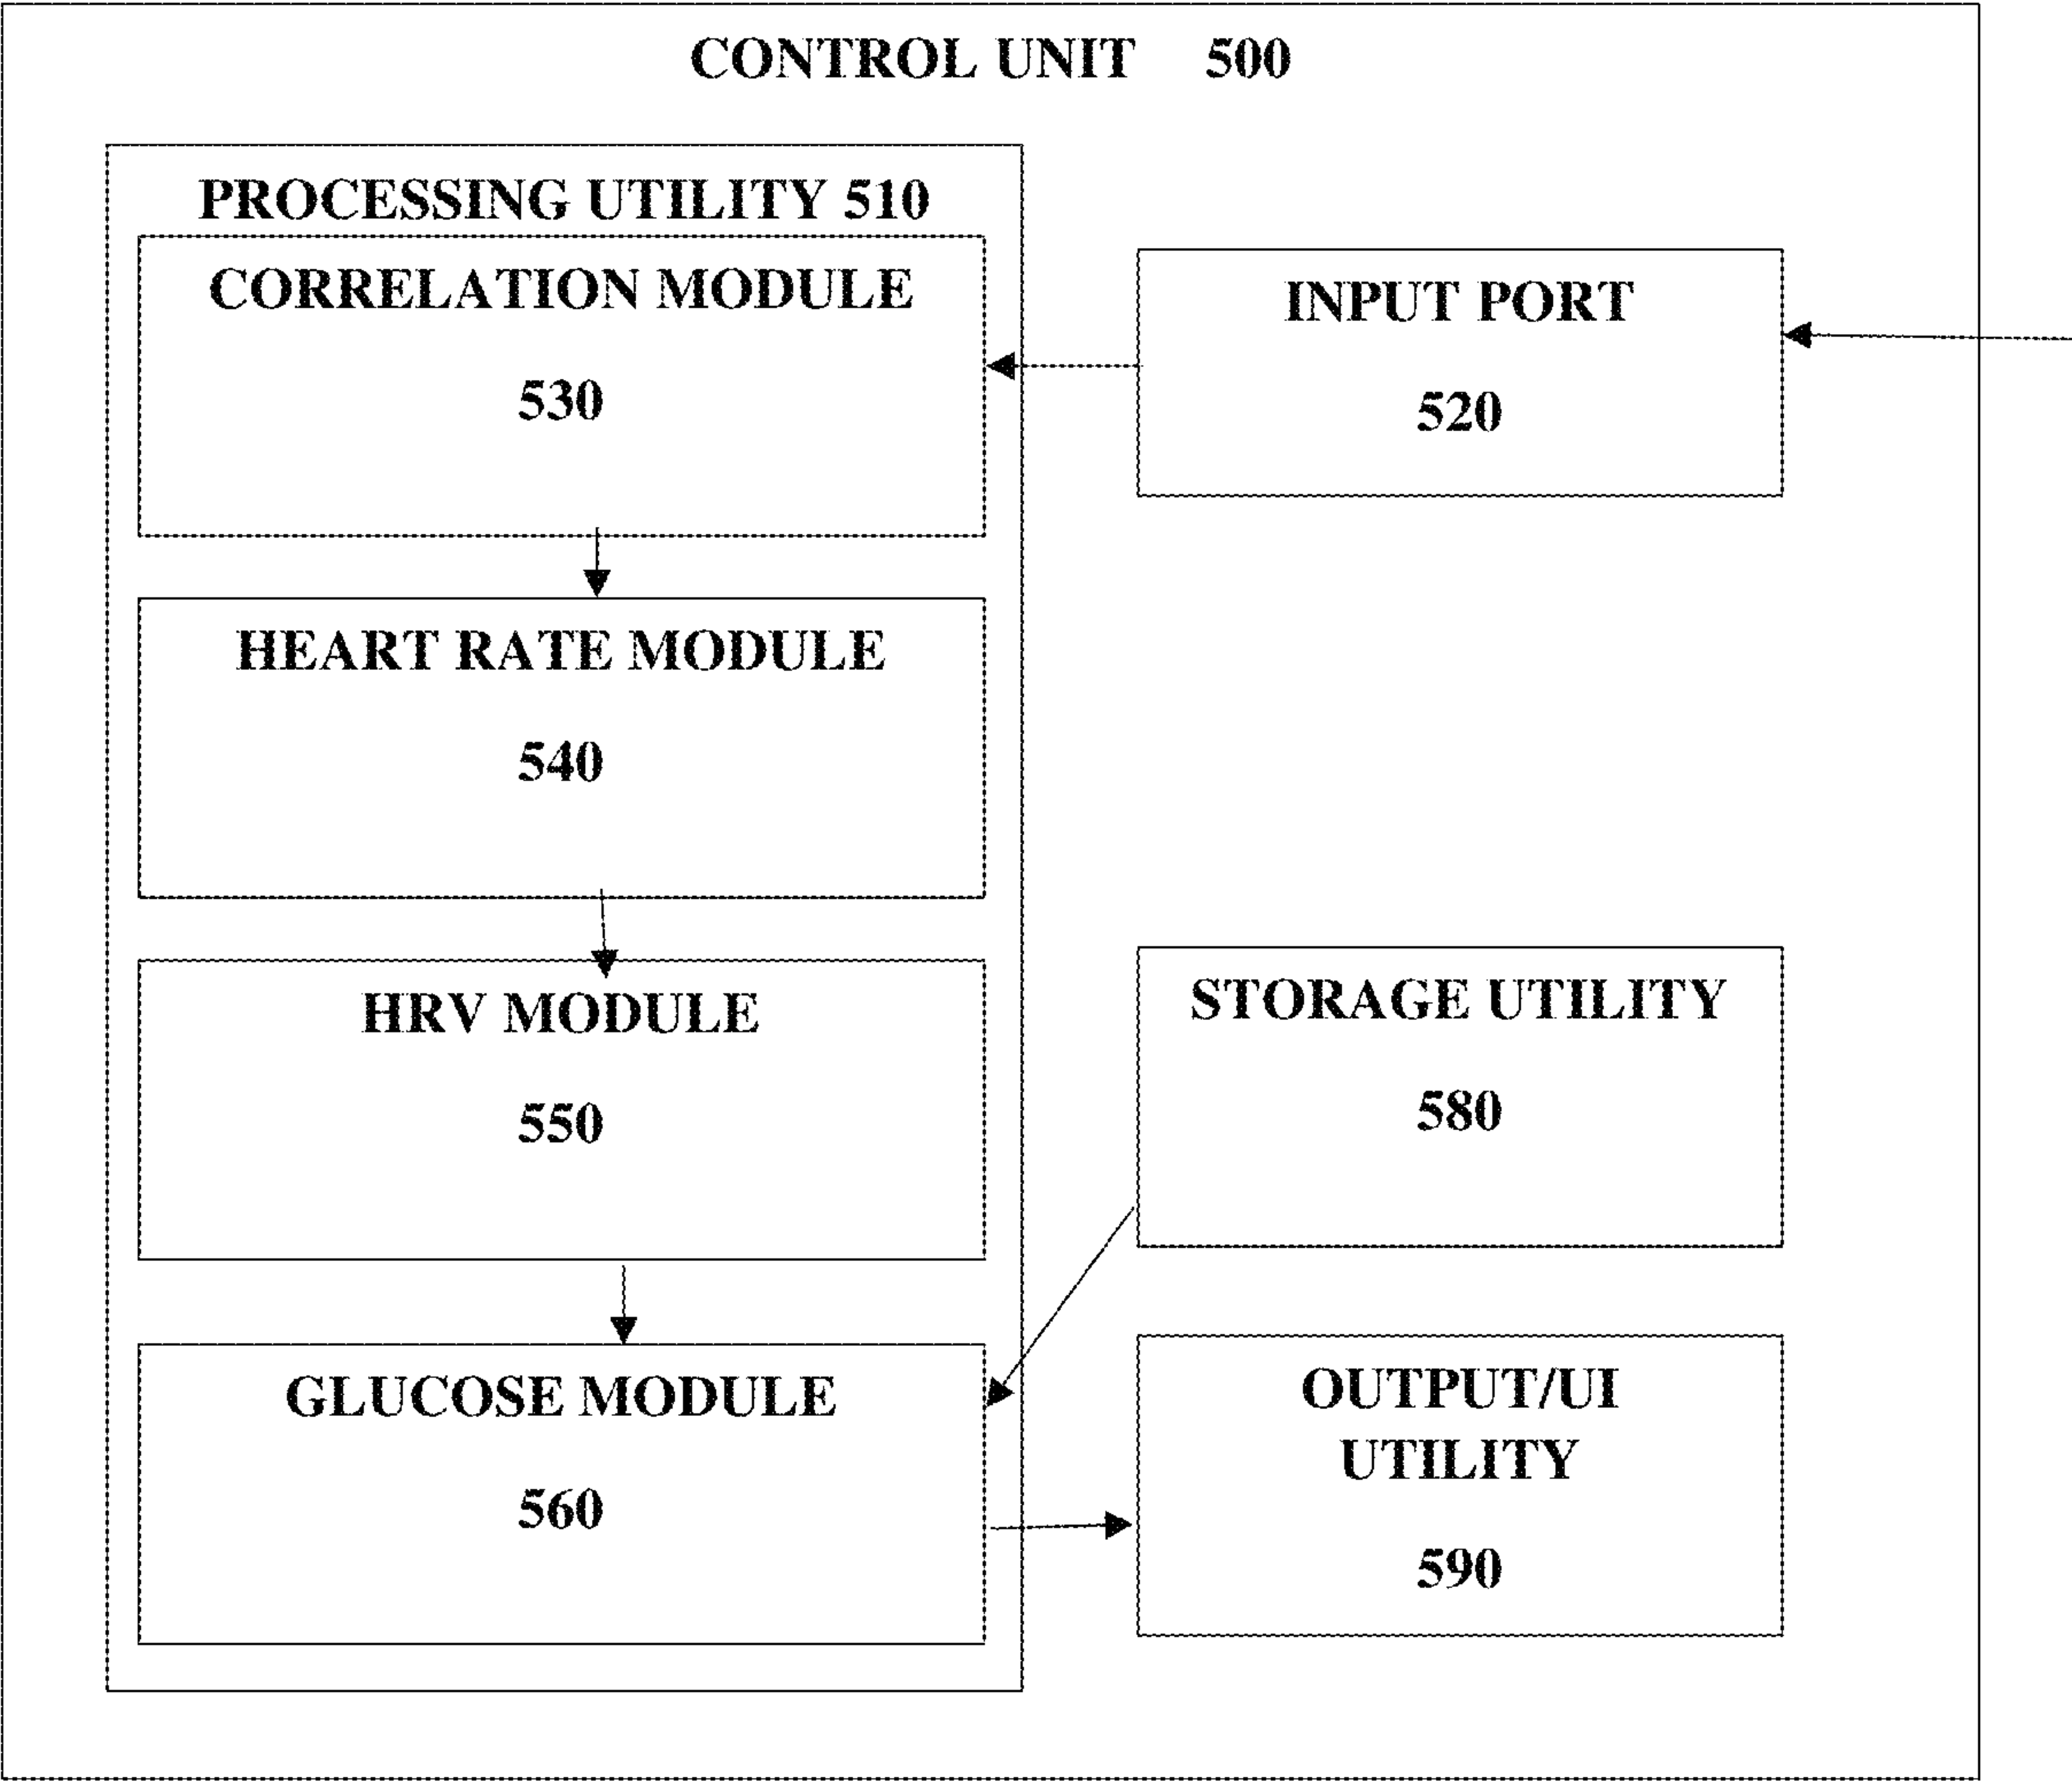 CONTROL UNIT 500
PROCESSING UTILITY 510
CORRELATION MODULE
530
INPUT PORT
520
HEART RATE MODULE
540
HRV MODULE
550
STORAGE UTILITY
580
GLUCOSE MODULE
560
OUTPUT/UI
UTILITY
590